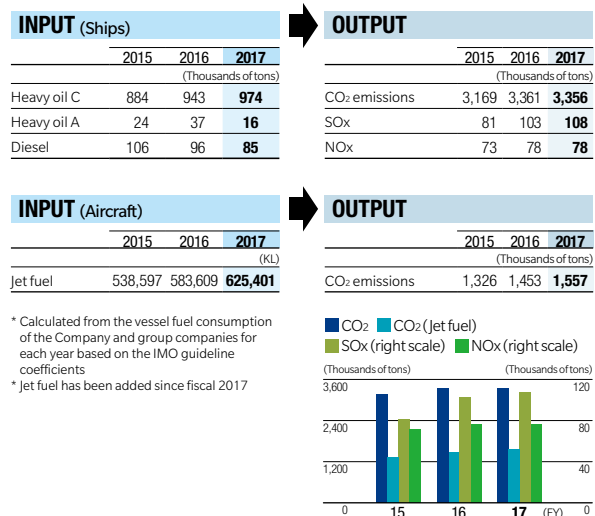 INPUT (Ships)
2015 2016 2017
(Thousands of tons)
Heavy oil C 884 943 974
Heavy oil A 24 37 16
Diesel 106 96 85
OUTPUT
2015 2016 2017
(Thousands of tons)
CO2 emissions 3,169 3,361 3,356
SOx 81 103 108
NOx 73 78 78
INPUT (Aircraft)
2015 2016 2017
(KL)
Jet fuel 538,597 583,609 625,401
OUTPUT
2015 2016 2017
(Thousands of tons)
CO2 emissions 1,326 1,453 1,557
* Calculated from the vessel fuel consumption
of the Company and group companies for
each year based on the IMO guideline
coefficients
* Jet fuel has been added since fiscal 2017
CO2 CO2 (Jet fuel)
SOx (right scale) NOx (right scale)
(Thousands of tons) (Thousands of tons)
3,600 120
2,400 80
1,200 40
0 15 16 17 (FY) 0